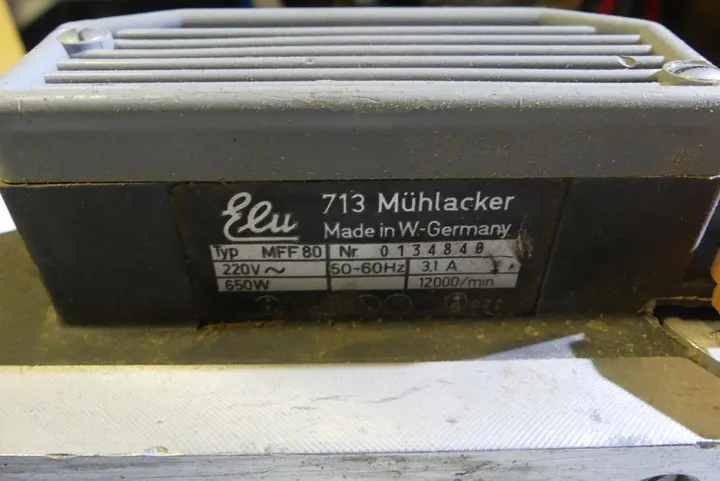 Elu
713 Mühlacker
Made in W.-Germany
Typ MFF 80 Nr. 0134840
220V ~ 50-60Hz 3,1 A
650W 12000/min